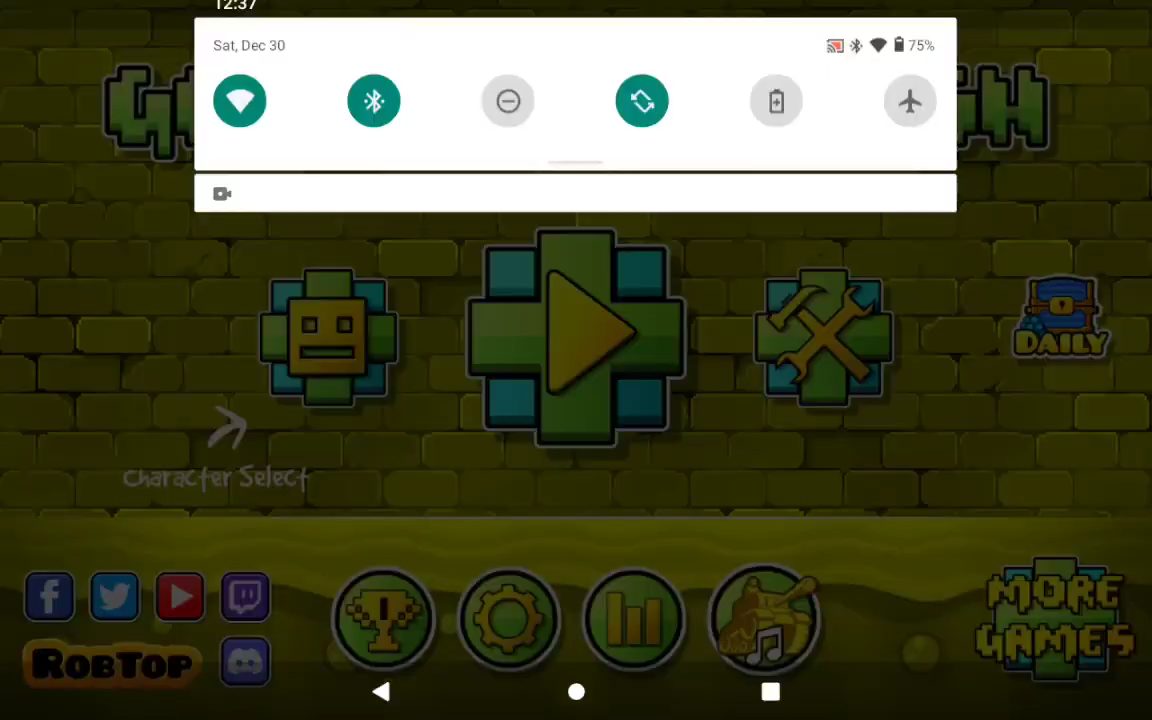 12:37
Sat, Dec 30
75%
DAILY
Character Select
ROBTOP
MORE
GAMES